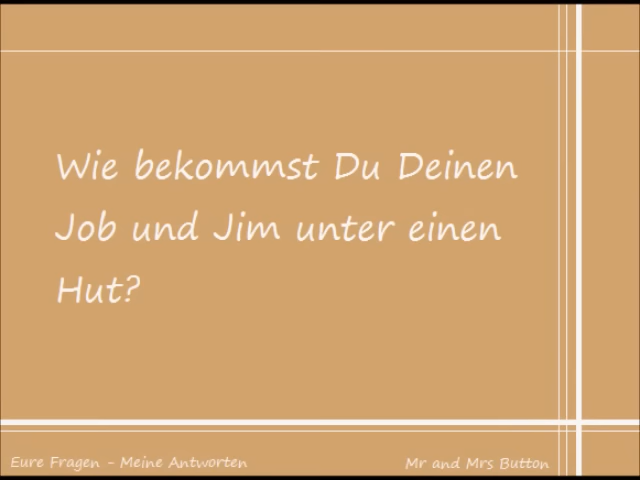 Wie bekommst Du Deinen
Job und Jim unter einen
Hut?
Eure Fragen - Meine Antworten
Mr and Mrs Button